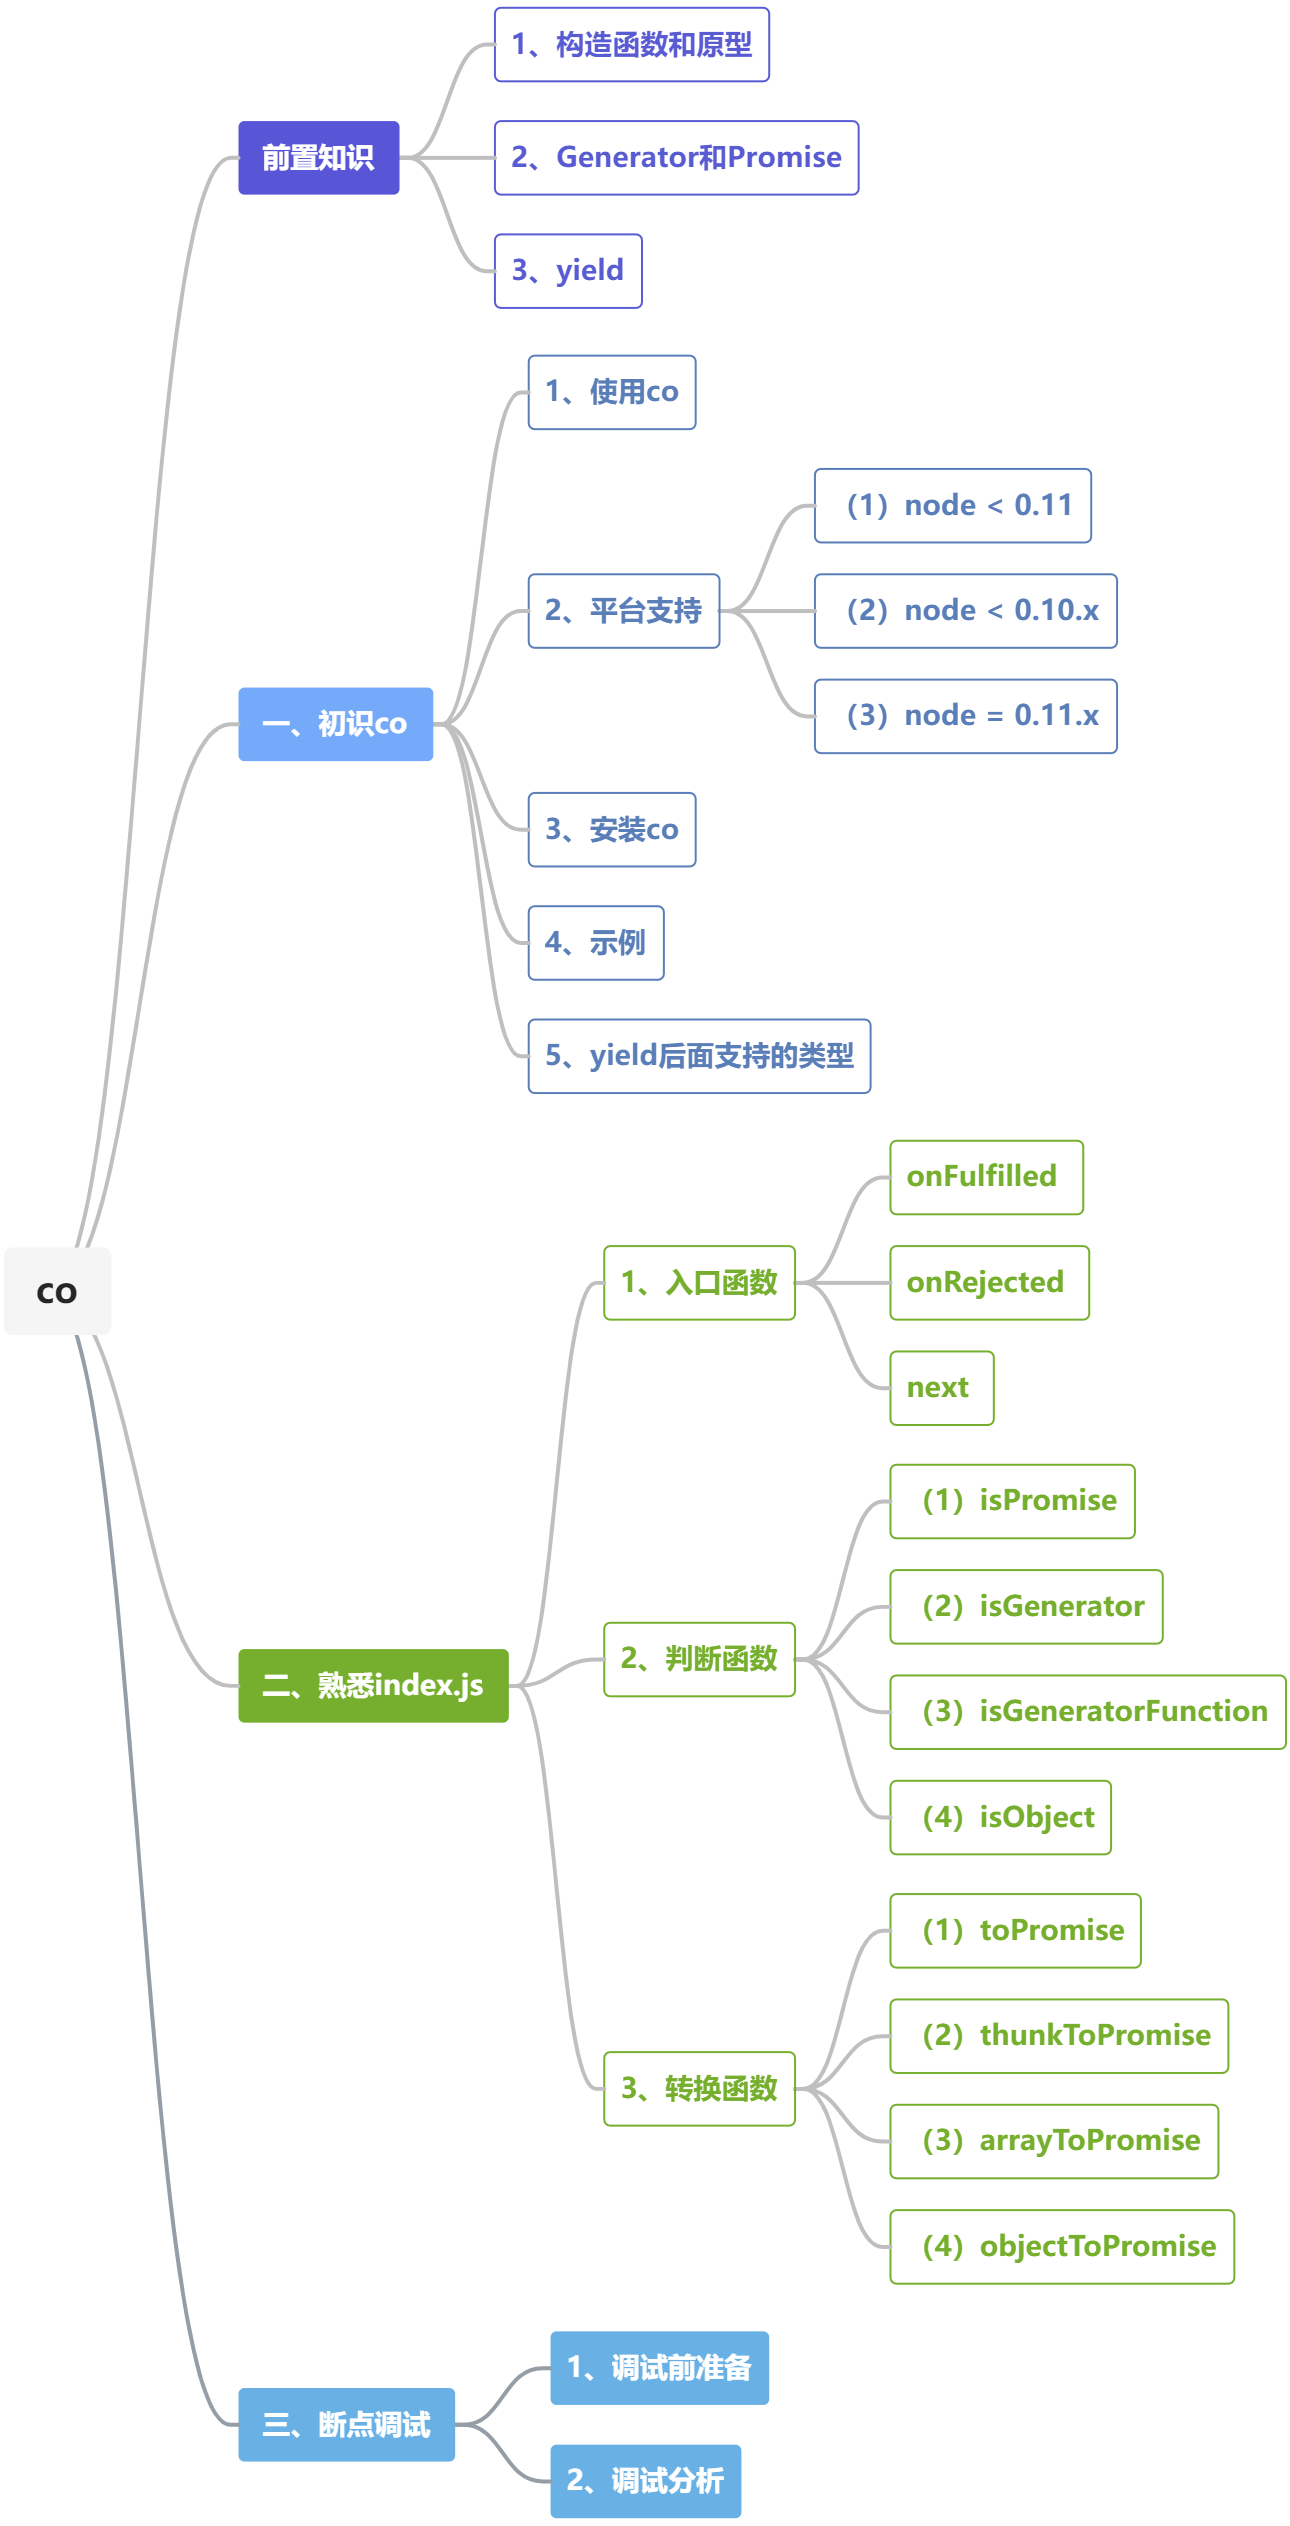 co
前置知识
1、构造函数和原型
2、Generator和Promise
3、yield
一、初识co
1、使用co
2、平台支持
（1）node < 0.11
（2）node < 0.10.x
（3）node = 0.11.x
3、安装co
4、示例
5、yield后面支持的类型
二、熟悉index.js
1、入口函数
onFulfilled
onRejected
next
2、判断函数
（1）isPromise
（2）isGenerator
（3）isGeneratorFunction
（4）isObject
3、转换函数
（1）toPromise
（2）thunkToPromise
（3）arrayToPromise
（4）objectToPromise
三、断点调试
1、调试前准备
2、调试分析